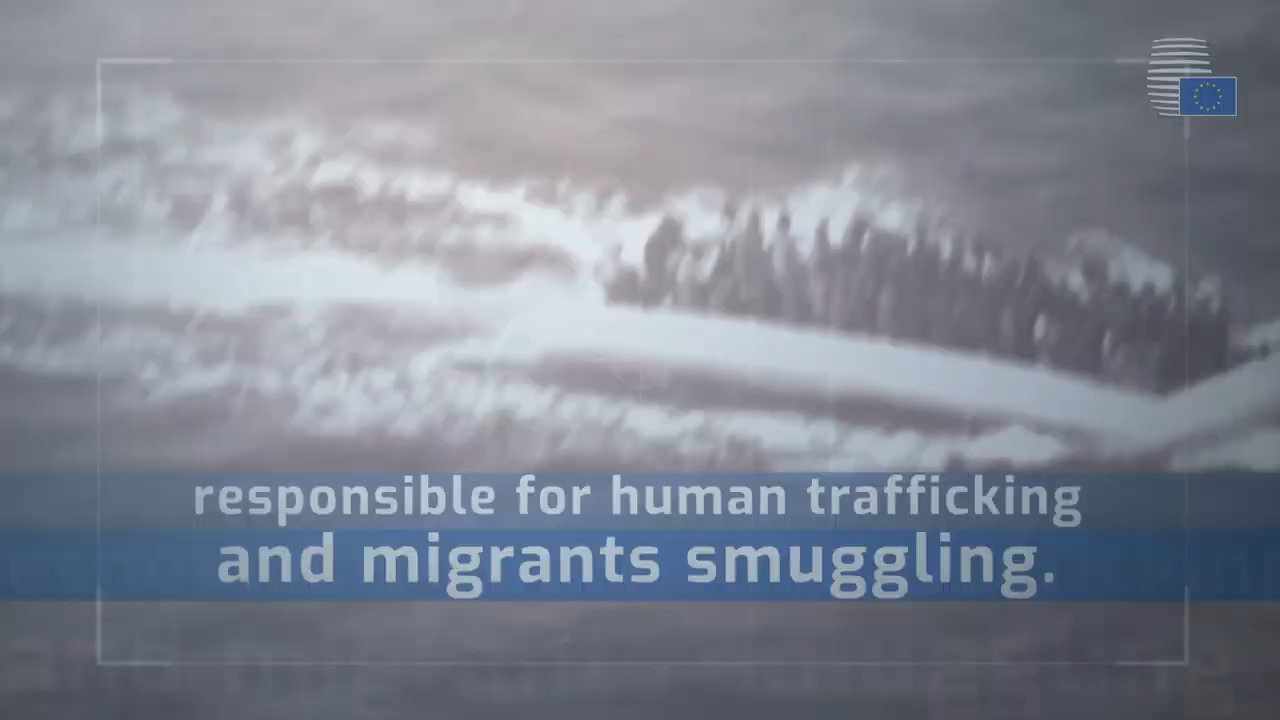 responsible for human trafficking
and migrants smuggling.